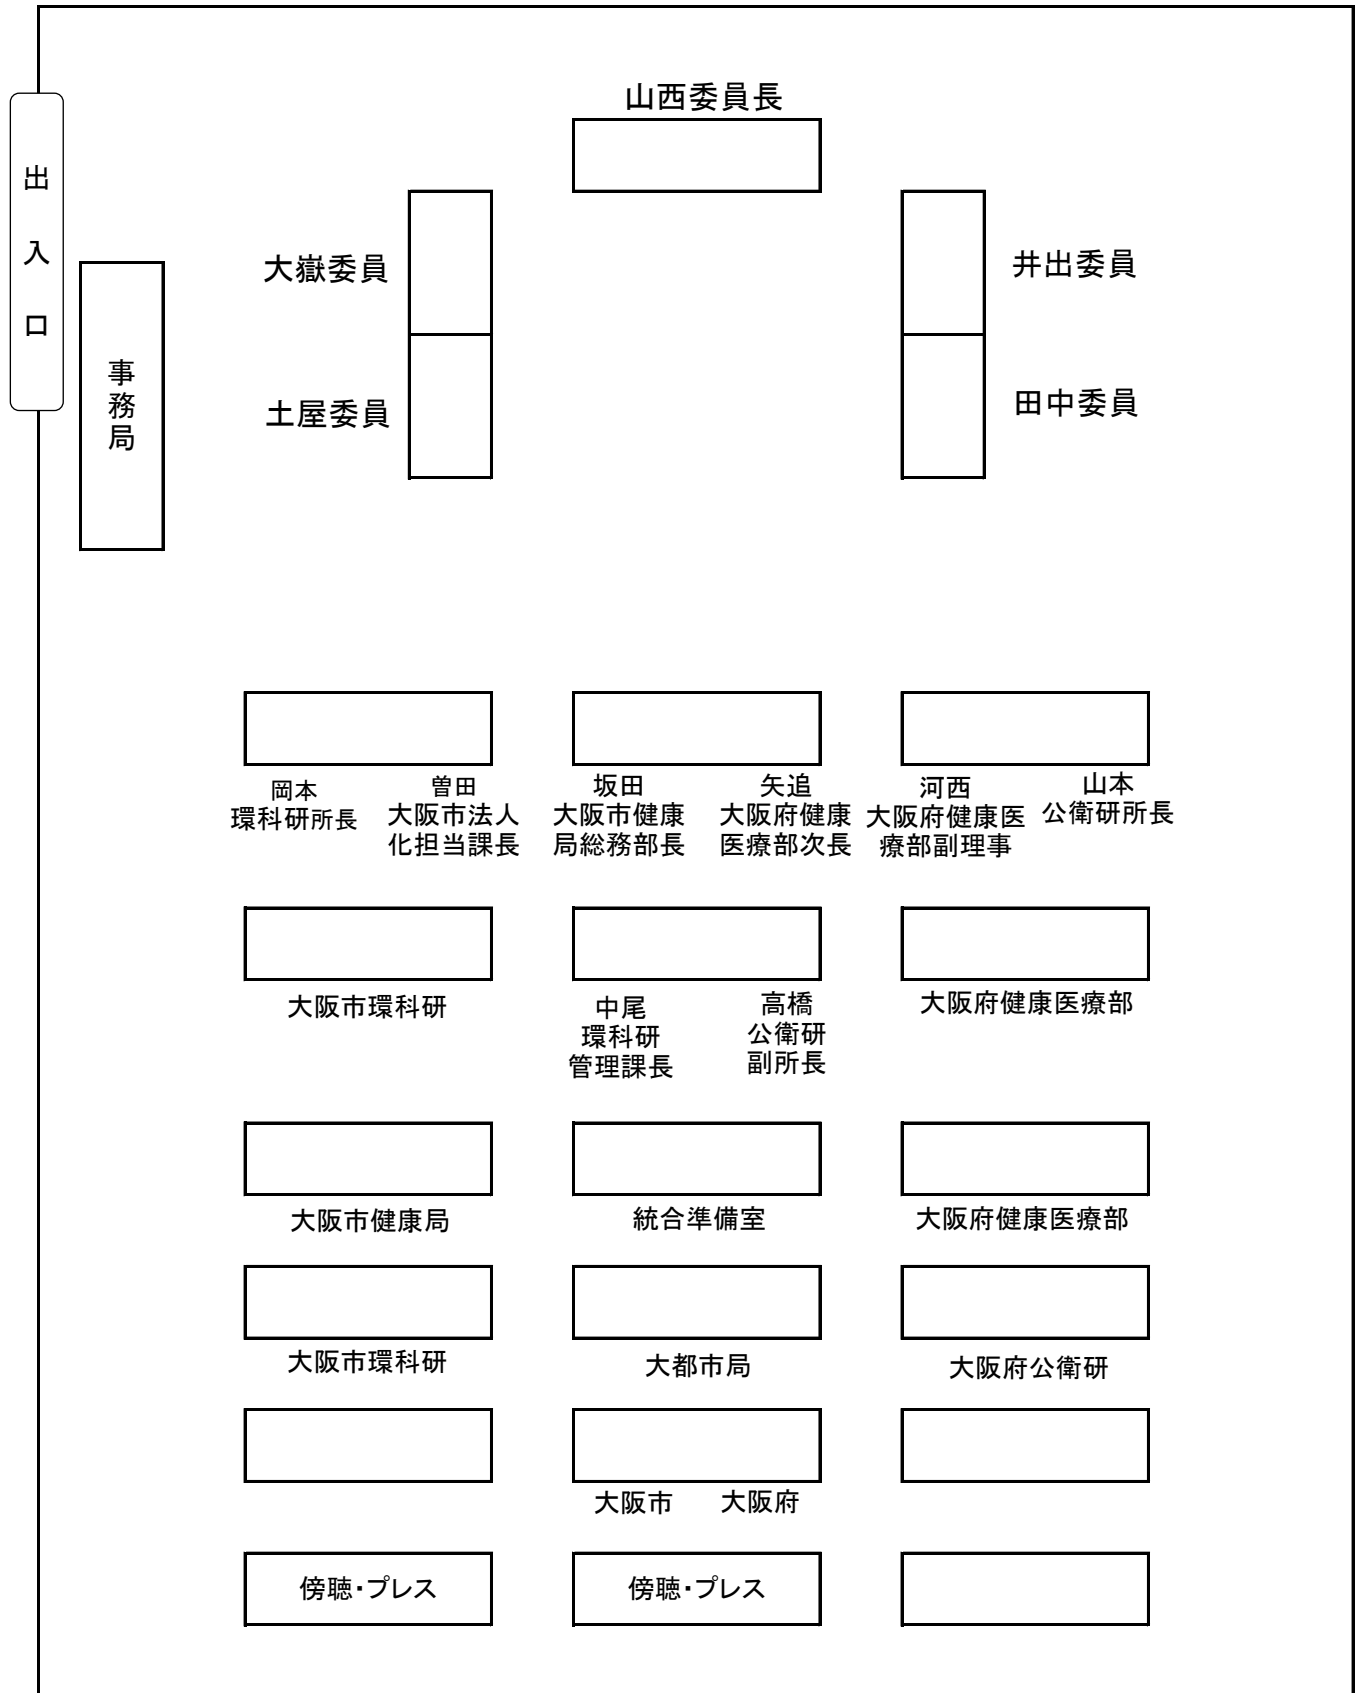 山西委員長
出入口
大嶽委員
井出委員
事務局
土屋委員
田中委員
岡本
環科研所長
曽田
大阪市法人
化担当課長
坂田
大阪市健康
局総務部長
矢追
大阪府健康
医療部次長
河西
大阪府健康医
療部副理事
山本
公衛研所長
大阪市環科研
中尾
環科研
管理課長
高橋
公衛研
副所長
大阪府健康医療部
大阪市健康局
統合準備室
大阪府健康医療部
大阪市環科研
大都市局
大阪府公衛研
大阪市
大阪府
傍聴・プレス
傍聴・プレス